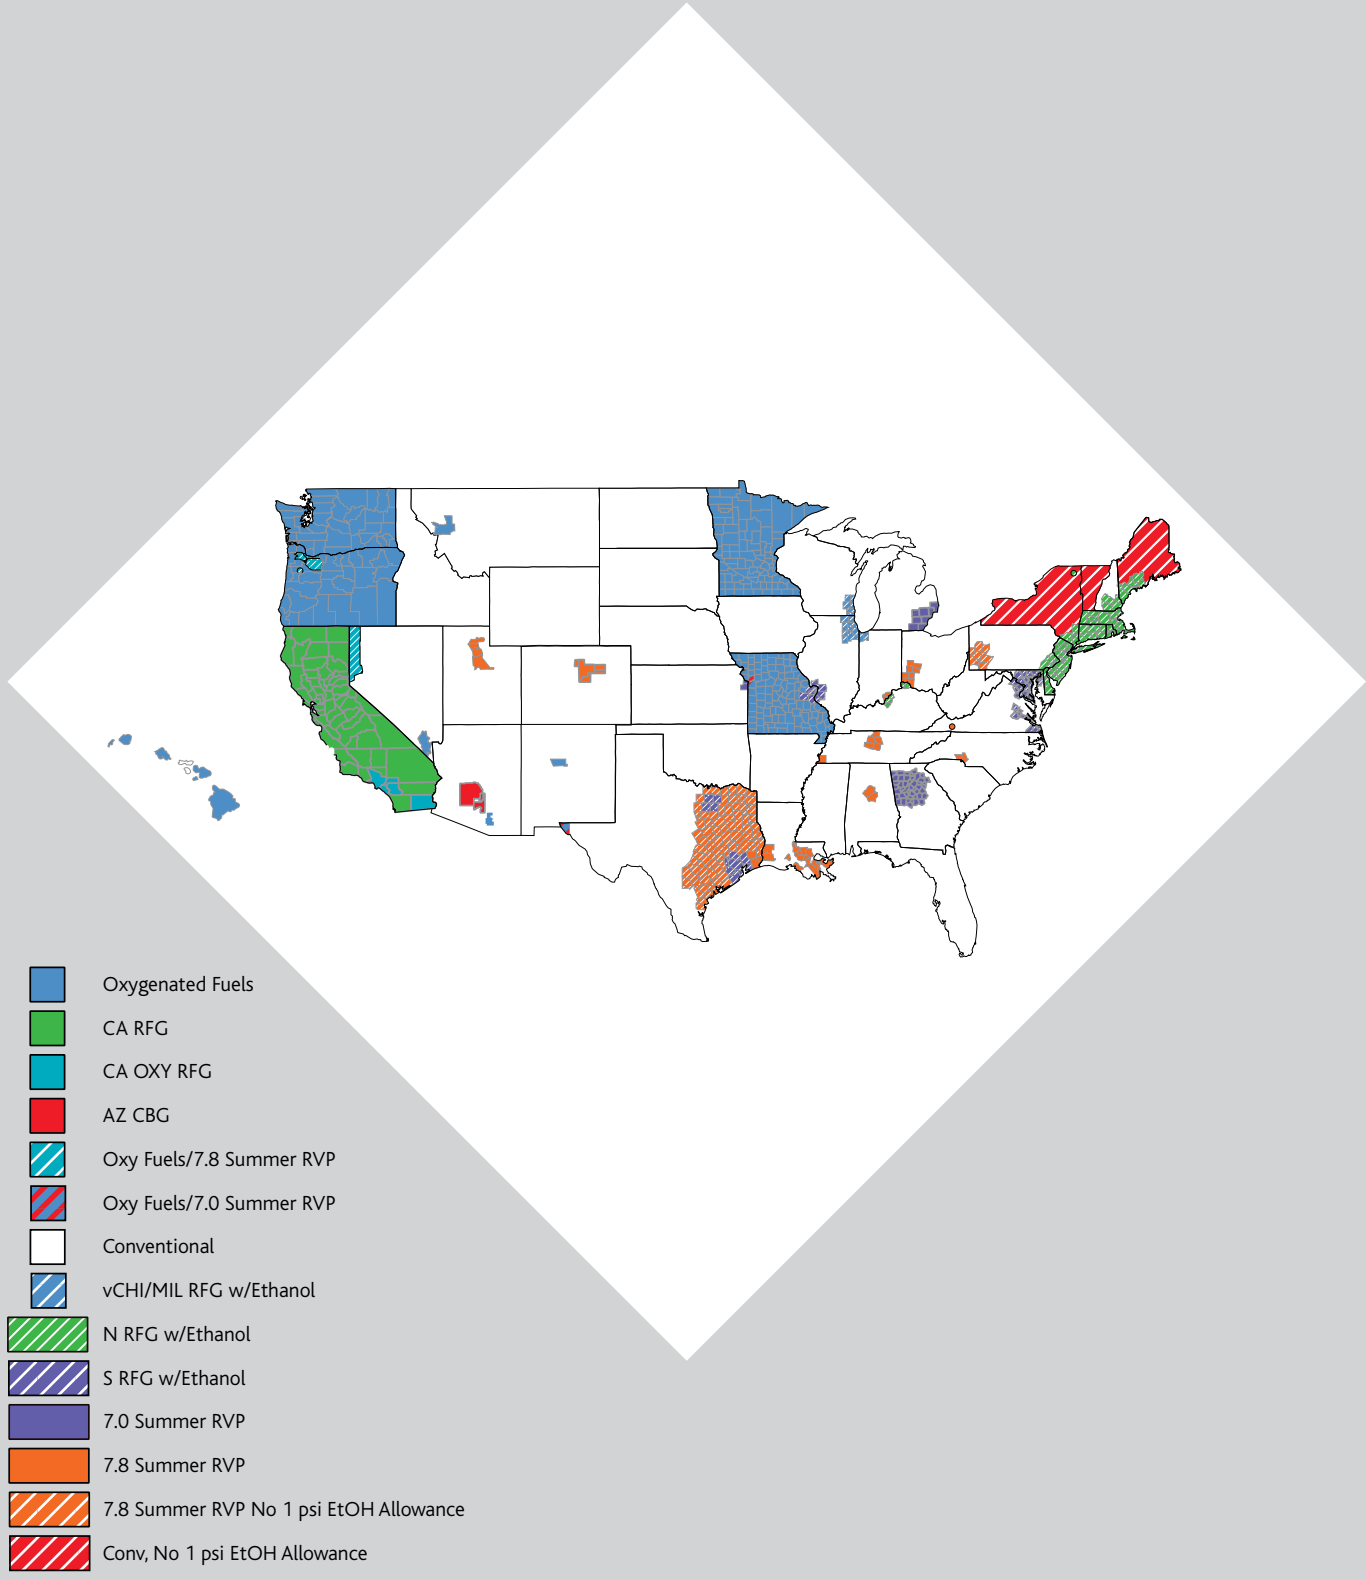 Oxygenated Fuels
CA RFG
CA OXY RFG
AZ CBG
Oxy Fuels/7.8 Summer RVP
Oxy Fuels/7.0 Summer RVP
Conventional
vCHI/MIL RFG w/Ethanol
N RFG w/Ethanol
S RFG w/Ethanol
7.0 Summer RVP
7.8 Summer RVP
7.8 Summer RVP No 1 psi EtOH Allowance
Conv, No 1 psi EtOH Allowance